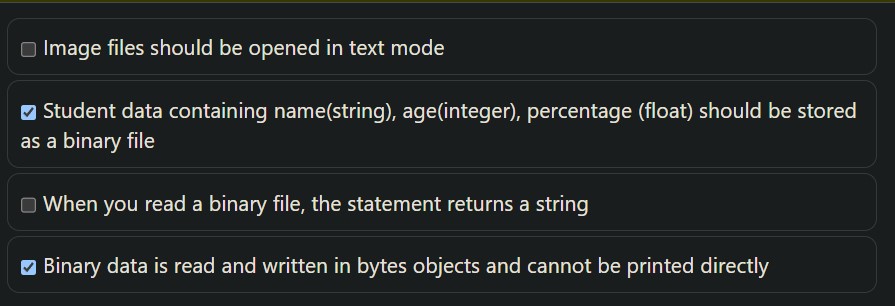 Image files should be opened in text mode
Student data containing name(string), age(integer), percentage (float) should be stored
as a binary file
When you read a binary file, the statement returns a string
Binary data is read and written in bytes objects and cannot be printed directly